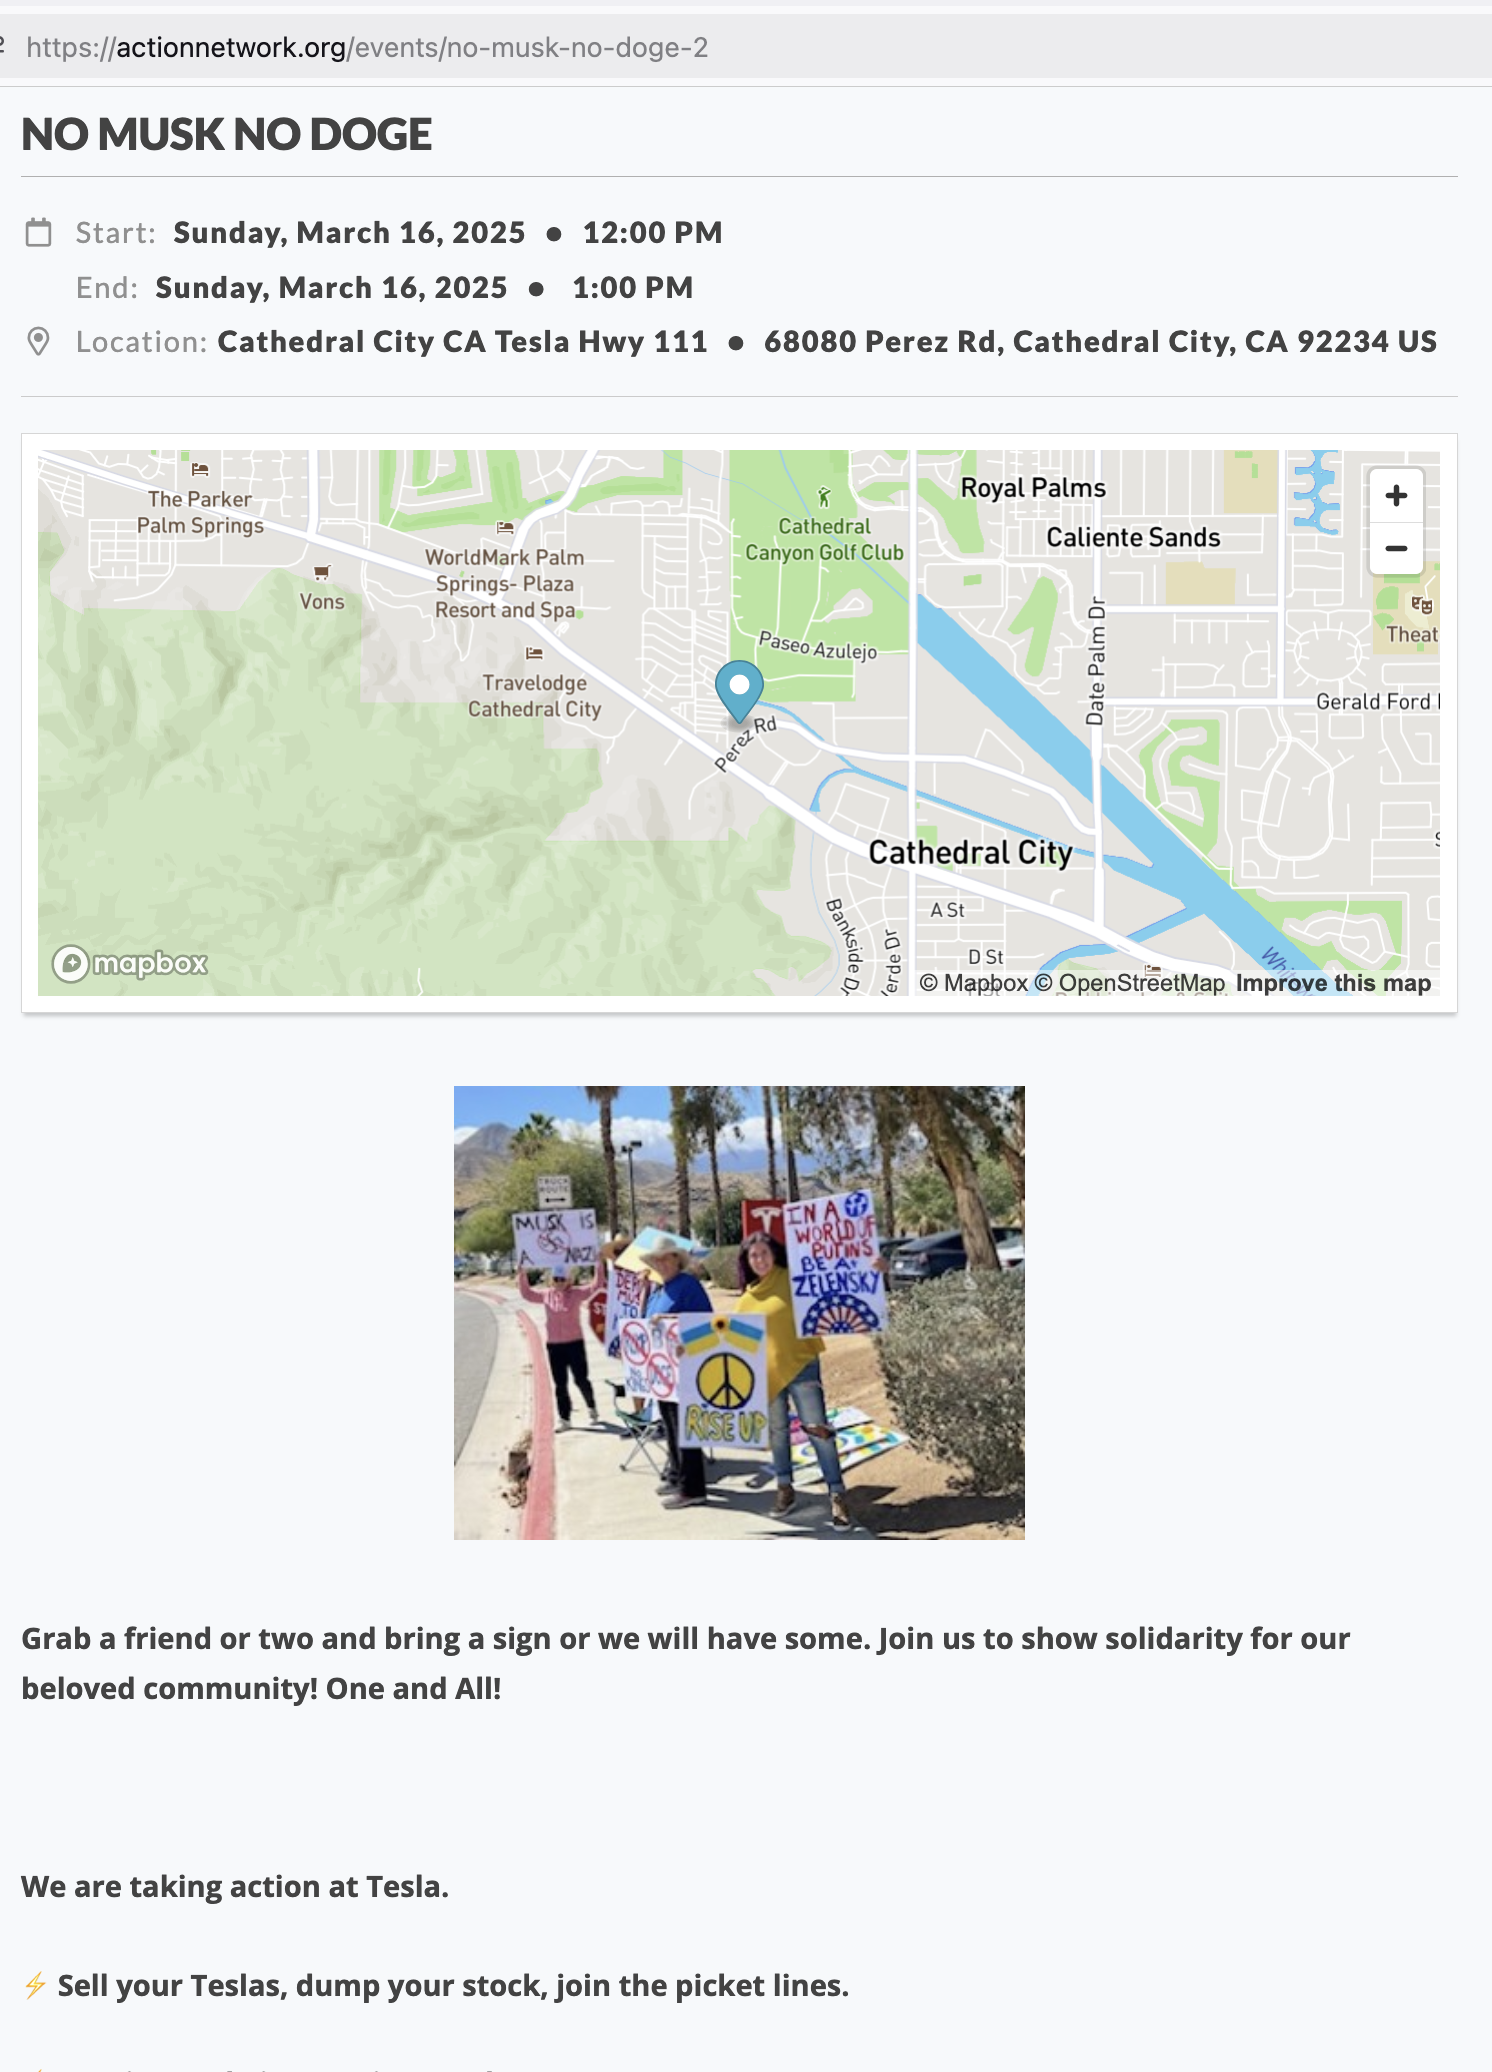 https://actionnetwork.org/events/no-musk-no-doge-2
NO MUSK NO DOGE
Start: Sunday, March 16, 2025 • 12:00 PM
End: Sunday, March 16, 2025 • 1:00 PM
Location: Cathedral City CA Tesla Hwy 111 • 68080 Perez Rd, Cathedral City, CA 92234 US
The Parker
Palm Springs
Vons
WorldMark Palm
Springs- Plaza
Resort and Spa
Travelodge
Cathedral City
Cathedral
Canyon Golf Club
Royal Palms
Caliente Sands
+
−
Theat
Paseo Azulejo
Date Palm Dr
Gerald Ford
Perez Rd
Cathedral City
A St
Bankside Dr
erde Dr
D St
mapbox
© Mapbox © OpenStreetMap Improve this map
TRUCK
ROUTE
MUSK IS
A NAZI
IN A
WORLD OF
PUTIN'S
BE A
ZELENSKY
TO
NO
KINGS
RISE UP
Grab a friend or two and bring a sign or we will have some. Join us to show solidarity for our
beloved community! One and All!
We are taking action at Tesla.
⚡ Sell your Teslas, dump your stock, join the picket lines.